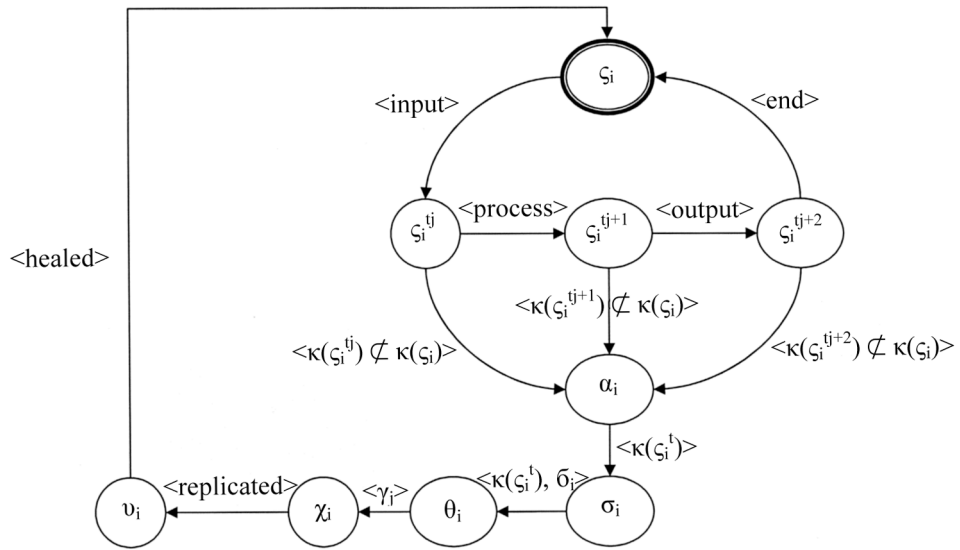 ςi
<input>
<end>
ςi^tj
<process>
ςi^tj+1
<output>
ςi^tj+2
<healed>
<κ(ςi^tj+1) ⊄ κ(ςi)>
<κ(ςi^tj) ⊄ κ(ςi)>
<κ(ςi^tj+2) ⊄ κ(ςi)>
αi
<κ(ςi^t)>
υi
<replicated>
χi
<γj>
θi
<κ(ςi^t), бi>
σi